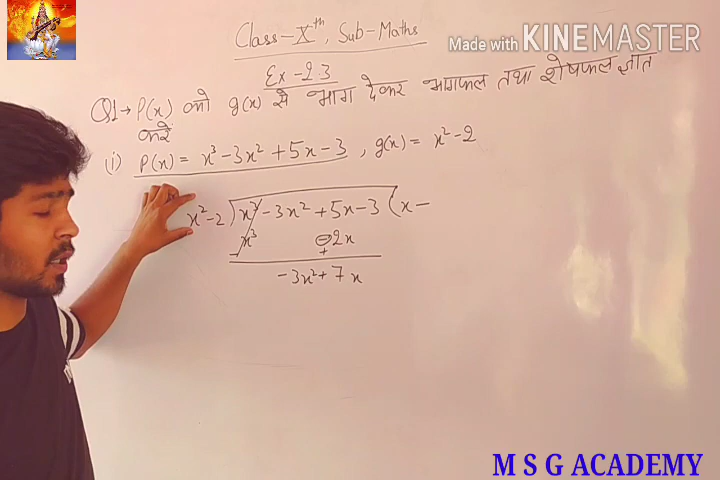 Class-Xth, Sub-Maths
Made with KINEMASTER
Ex-2.3
Q1→ P(x) को g(x) से भाग देकर भागफल तथा शेषफल ज्ञात
करें
(i) P(x) = x³ - 3x² + 5x - 3, g(x) = x² - 2
x²-2) x³ - 3x² + 5x - 3 (x -
x³ ⊖2x
- +
-3x² + 7x
M S G ACADEMY